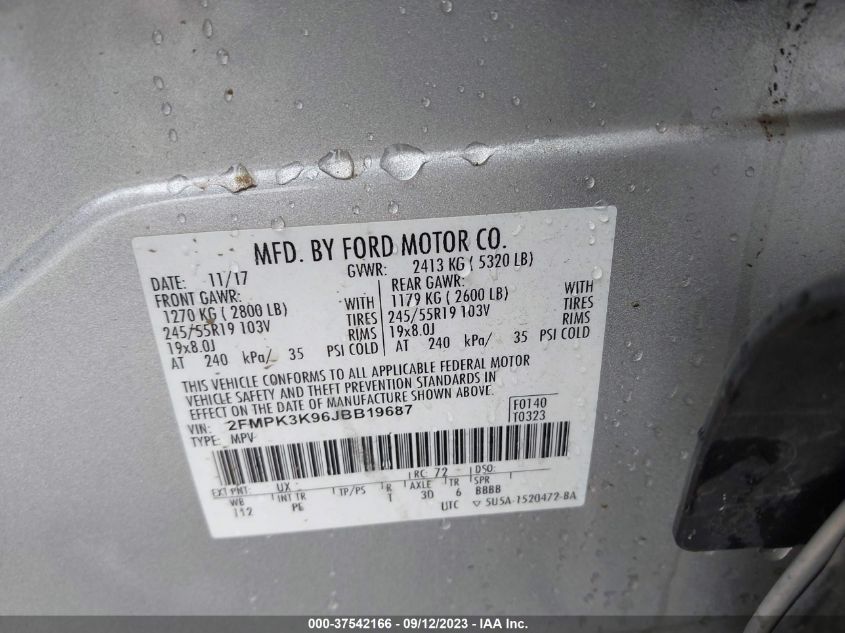 MFD. BY FORD MOTOR CO.
DATE: 11/17 GVWR: 2413 KG ( 5320 LB)
FRONT GAWR: REAR GAWR:
1270 KG ( 2800 LB) WITH 1179 KG ( 2600 LB) WITH
245/55R19 103V TIRES 245/55R19 103V TIRES
19x8.0J RIMS 19x8.0J RIMS
AT 240 kPa/ 35 PSI COLD AT 240 kPa/ 35 PSI COLD
THIS VEHICLE CONFORMS TO ALL APPLICABLE FEDERAL MOTOR
VEHICLE SAFETY AND THEFT PREVENTION STANDARDS IN
EFFECT ON THE DATE OF MANUFACTURE SHOWN ABOVE.
VIN: 2FMPK3K96JBB19687 F0140
TYPE: MPV T0323
EXT PNT: UX RC: 72 DSO:
WB INT TR TP/PS R AXLE TR SPR
112 PE T 3D 6 BBBB
UTC 5U5A-1520472-BA
000-37542166 - 09/12/2023 - IAA Inc.